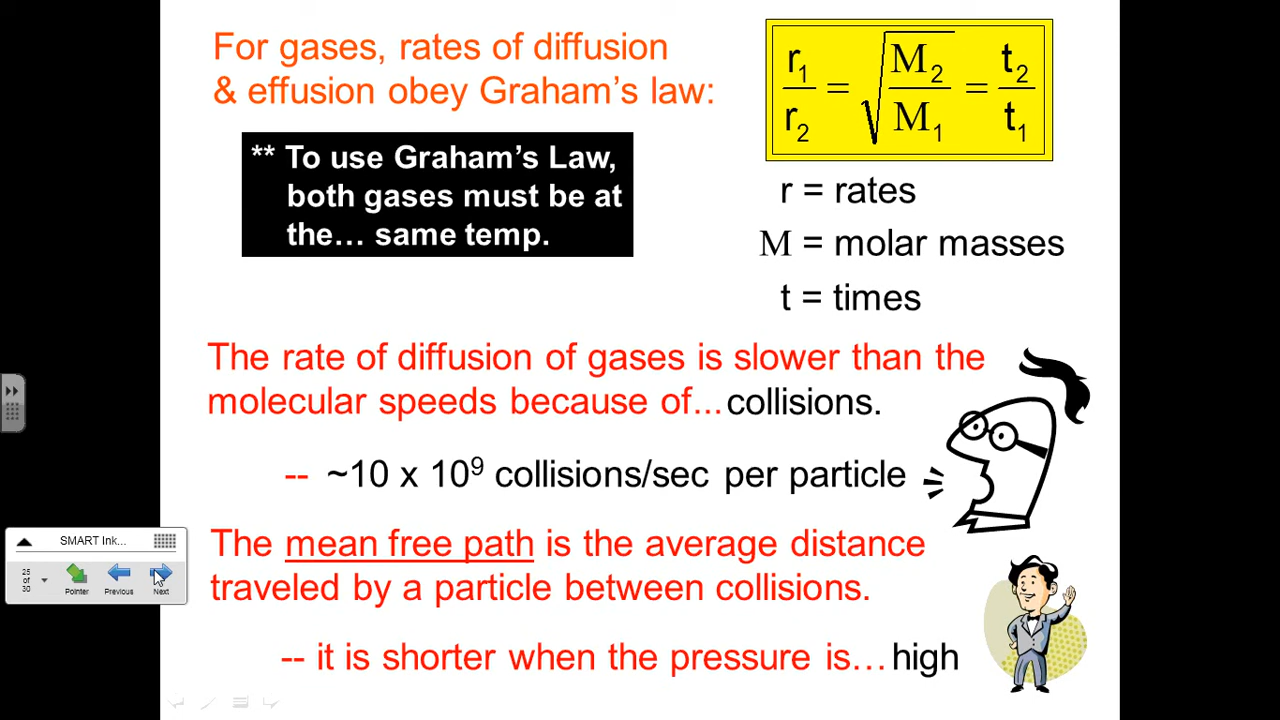 For gases, rates of diffusion
& effusion obey Graham's law:
r₁/r₂ = √(M₂/M₁) = t₂/t₁
** To use Graham's Law,
both gases must be at
the… same temp.
r = rates
M = molar masses
t = times
The rate of diffusion of gases is slower than the
molecular speeds because of... collisions.
-- ~10 x 10⁹ collisions/sec per particle
The mean free path is the average distance
traveled by a particle between collisions.
-- it is shorter when the pressure is… high
SMART Ink...
25
of
30
Pointer
Previous
Next